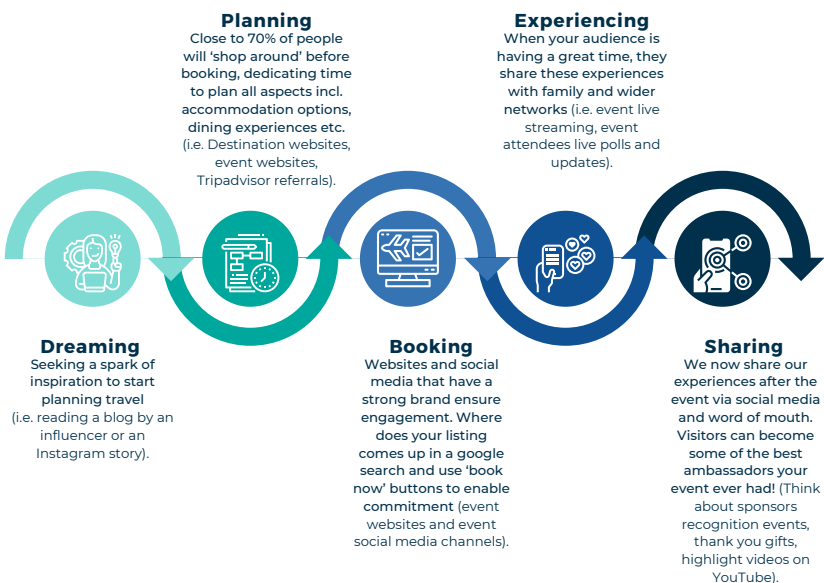 Planning
Close to 70% of people
will ‘shop around’ before
booking, dedicating time
to plan all aspects incl.
accommodation options,
dining experiences etc.
(i.e. Destination websites,
event websites,
Tripadvisor referrals).
Experiencing
When your audience is
having a great time, they
share these experiences
with family and wider
networks (i.e. event live
streaming, event
attendees live polls and
updates).
Dreaming
Seeking a spark of
inspiration to start
planning travel
(i.e. reading a blog by an
influencer or an
Instagram story).
Booking
Websites and social
media that have a
strong brand ensure
engagement. Where
does your listing
comes up in a google
search and use ‘book
now’ buttons to enable
commitment (event
websites and event
social media channels).
Sharing
We now share our
experiences after the
event via social media
and word of mouth.
Visitors can become
some of the best
ambassadors your
event ever had! (Think
about sponsors
recognition events,
thank you gifts,
highlight videos on
YouTube).